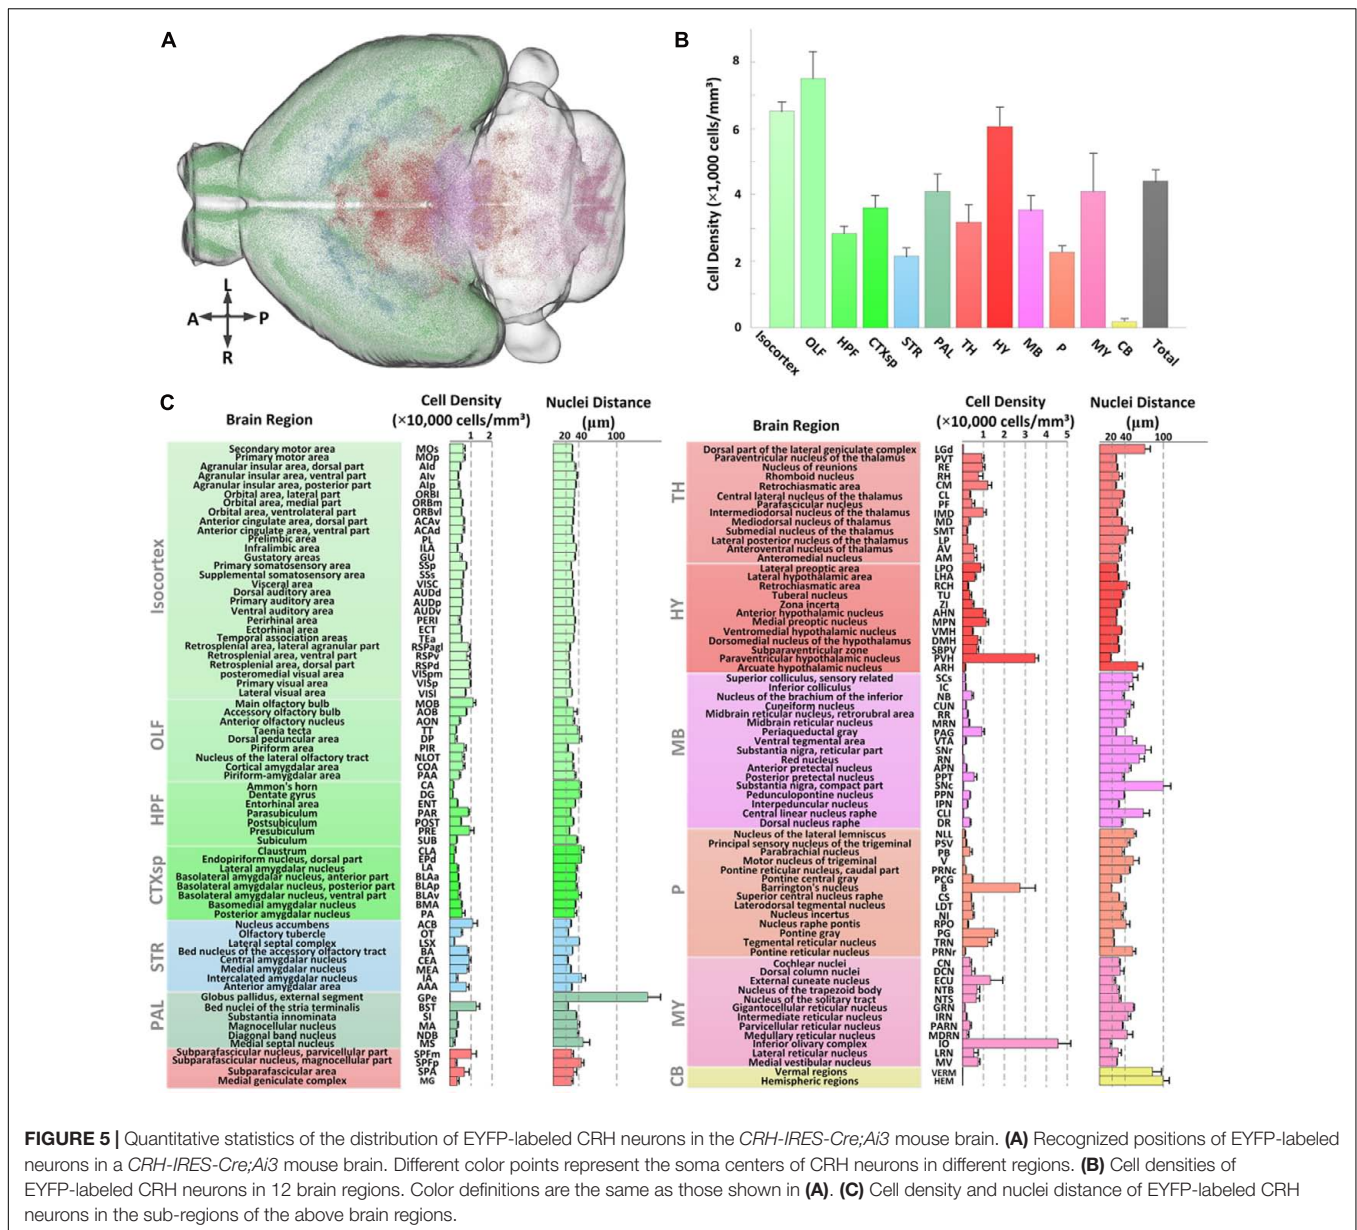 A
L
A
P
R
B
Cell Density (×1,000 cells/mm³)
8
6
4
2
0
Isocortex
OLF
HPF
CTXsp
STR
PAL
TH
HY
MB
P
MY
CB
Total
C
Brain Region
Cell Density
(×10,000 cells/mm³)
1 2
Nuclei Distance
(μm)
20 40 100
Isocortex
Secondary motor area MOs
Primary motor area MOp
Agranular insular area, dorsal part AId
Agranular insular area, ventral part AIv
Agranular insular area, posterior part AIp
Orbital area, lateral part ORBl
Orbital area, medial part ORBm
Orbital area, ventrolateral part ORBvl
Anterior cingulate area, dorsal part ACAv
Anterior cingulate area, ventral part ACAd
Prelimbic area PL
Infralimbic area ILA
Gustatory areas GU
Primary somatosensory area SSp
Supplemental somatosensory area SSs
Visceral area VISC
Dorsal auditory area AUDd
Primary auditory area AUDp
Ventral auditory area AUDv
Perirhinal area PERI
Ectorhinal area ECT
Temporal association areas TEa
Retrosplenial area, lateral agranular part RSPagl
Retrosplenial area, ventral part RSPv
Retrosplenial area, dorsal part RSPd
posteromedial visual area VISpm
Primary visual area VISp
Lateral visual area VISl
OLF
Main olfactory bulb MOB
Accessory olfactory bulb AOB
Anterior olfactory nucleus AON
Taenia tecta TT
Dorsal peduncular area DP
Piriform area PIR
Nucleus of the lateral olfactory tract NLOT
Cortical amygdalar area COA
Piriform-amygdalar area PAA
HPF
Ammon's horn CA
Dentate gyrus DG
Entorhinal area ENT
Parasubiculum PAR
Postsubiculum POST
Presubiculum PRE
Subiculum SUB
CTXsp
Claustrum CLA
Endopiriform nucleus, dorsal part EPd
Lateral amygdalar nucleus LA
Basolateral amygdalar nucleus, anterior part BLAa
Basolateral amygdalar nucleus, posterior part BLAp
Basolateral amygdalar nucleus, ventral part BLAv
Basomedial amygdalar nucleus BMA
Posterior amygdalar nucleus PA
STR
Nucleus accumbens ACB
Olfactory tubercle OT
Lateral septal complex LSX
Bed nucleus of the accessory olfactory tract BA
Central amygdalar nucleus CEA
Medial amygdalar nucleus MEA
Intercalated amygdalar nucleus IA
Anterior amygdalar area AAA
PAL
Globus pallidus, external segment GPe
Bed nuclei of the stria terminalis BST
Substantia innominata SI
Magnocellular nucleus MA
Diagonal band nucleus NDB
Medial septal nucleus MS
Subparafascicular nucleus, parvicellular part SPFm
Subparafascicular nucleus, magnocellular part SPFp
Subparafascicular area SPA
Medial geniculate complex MG
Brain Region
Cell Density
(×10,000 cells/mm³)
1 2 3 4 5
Nuclei Distance
(μm)
20 40 100
TH
Dorsal part of the lateral geniculate complex LGd
Paraventricular nucleus of the thalamus PVT
Nucleus of reunions RE
Rhomboid nucleus RH
Retrochiasmatic area CM
Central lateral nucleus of the thalamus CL
Parafascicular nucleus PF
Intermediodorsal nucleus of the thalamus IMD
Mediodorsal nucleus of thalamus MD
Submedial nucleus of the thalamus SMT
Lateral posterior nucleus of the thalamus LP
Anteroventral nucleus of thalamus AV
Anteromedial nucleus AM
HY
Lateral preoptic area LPO
Lateral hypothalamic area LHA
Retrochiasmatic area RCH
Tuberal nucleus TU
Zona incerta ZI
Anterior hypothalamic nucleus AHN
Medial preoptic nucleus MPN
Ventromedial hypothalamic nucleus VMH
Dorsomedial nucleus of the hypothalamus DMH
Subparaventricular zone SBPV
Paraventricular hypothalamic nucleus PVH
Arcuate hypothalamic nucleus ARH
MB
Superior colliculus, sensory related SCs
Inferior colliculus IC
Nucleus of the brachium of the inferior NB
Cuneiform nucleus CUN
Midbrain reticular nucleus, retrorubral area RR
Midbrain reticular nucleus MRN
Periaqueductal gray PAG
Ventral tegmental area VTA
Substantia nigra, reticular part SNr
Red nucleus RN
Anterior pretectal nucleus APN
Posterior pretectal nucleus PPT
Substantia nigra, compact part SNc
Pedunculopontine nucleus PPN
Interpeduncular nucleus IPN
Central linear nucleus raphe CLI
Dorsal nucleus raphe DR
P
Nucleus of the lateral lemniscus NLL
Principal sensory nucleus of the trigeminal PSV
Parabrachial nucleus PB
Motor nucleus of trigeminal V
Pontine reticular nucleus, caudal part PRNc
Pontine central gray PCG
Barrington's nucleus B
Superior central nucleus raphe CS
Laterodorsal tegmental nucleus LDT
Nucleus incertus NI
Nucleus raphe pontis RPO
Pontine gray PG
Tegmental reticular nucleus TRN
Pontine reticular nucleus PRNr
MY
Cochlear nuclei CN
Dorsal column nuclei DCN
External cuneate nucleus ECU
Nucleus of the trapezoid body NTB
Nucleus of the solitary tract NTS
Gigantocellular reticular nucleus GRN
Intermediate reticular nucleus IRN
Parvicellular reticular nucleus PARN
Medullary reticular nucleus MDRN
Inferior olivary complex IO
Lateral reticular nucleus LRN
Medial vestibular nucleus MV
CB
Vermal regions VERM
Hemispheric regions HEM
FIGURE 5 | Quantitative statistics of the distribution of EYFP-labeled CRH neurons in the CRH-IRES-Cre;Ai3 mouse brain. (A) Recognized positions of EYFP-labeled
neurons in a CRH-IRES-Cre;Ai3 mouse brain. Different color points represent the soma centers of CRH neurons in different regions. (B) Cell densities of
EYFP-labeled CRH neurons in 12 brain regions. Color definitions are the same as those shown in (A). (C) Cell density and nuclei distance of EYFP-labeled CRH
neurons in the sub-regions of the above brain regions.